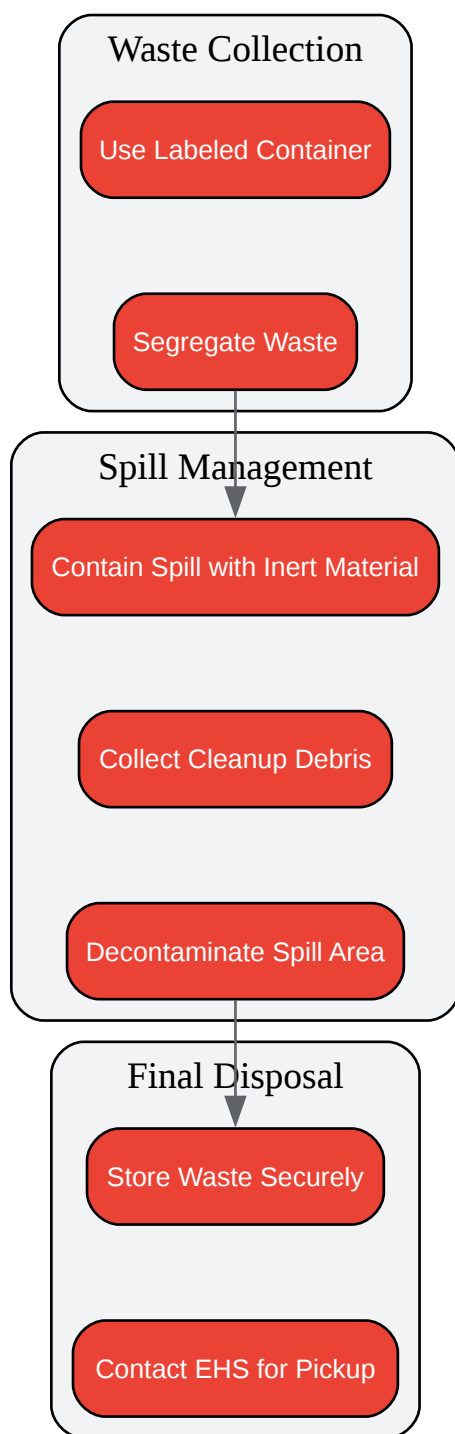 Waste Collection
Use Labeled Container
Segregate Waste
Spill Management
Contain Spill with Inert Material
Collect Cleanup Debris
Decontaminate Spill Area
Final Disposal
Store Waste Securely
Contact EHS for Pickup